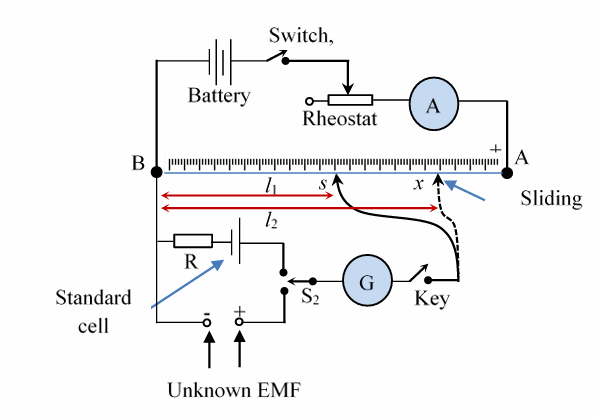 Switch,
Battery
A
Rheostat
+
B
A
l₁
s
x
Sliding
l₂
R
G
S₂
Key
Standard
cell
-
+
Unknown EMF